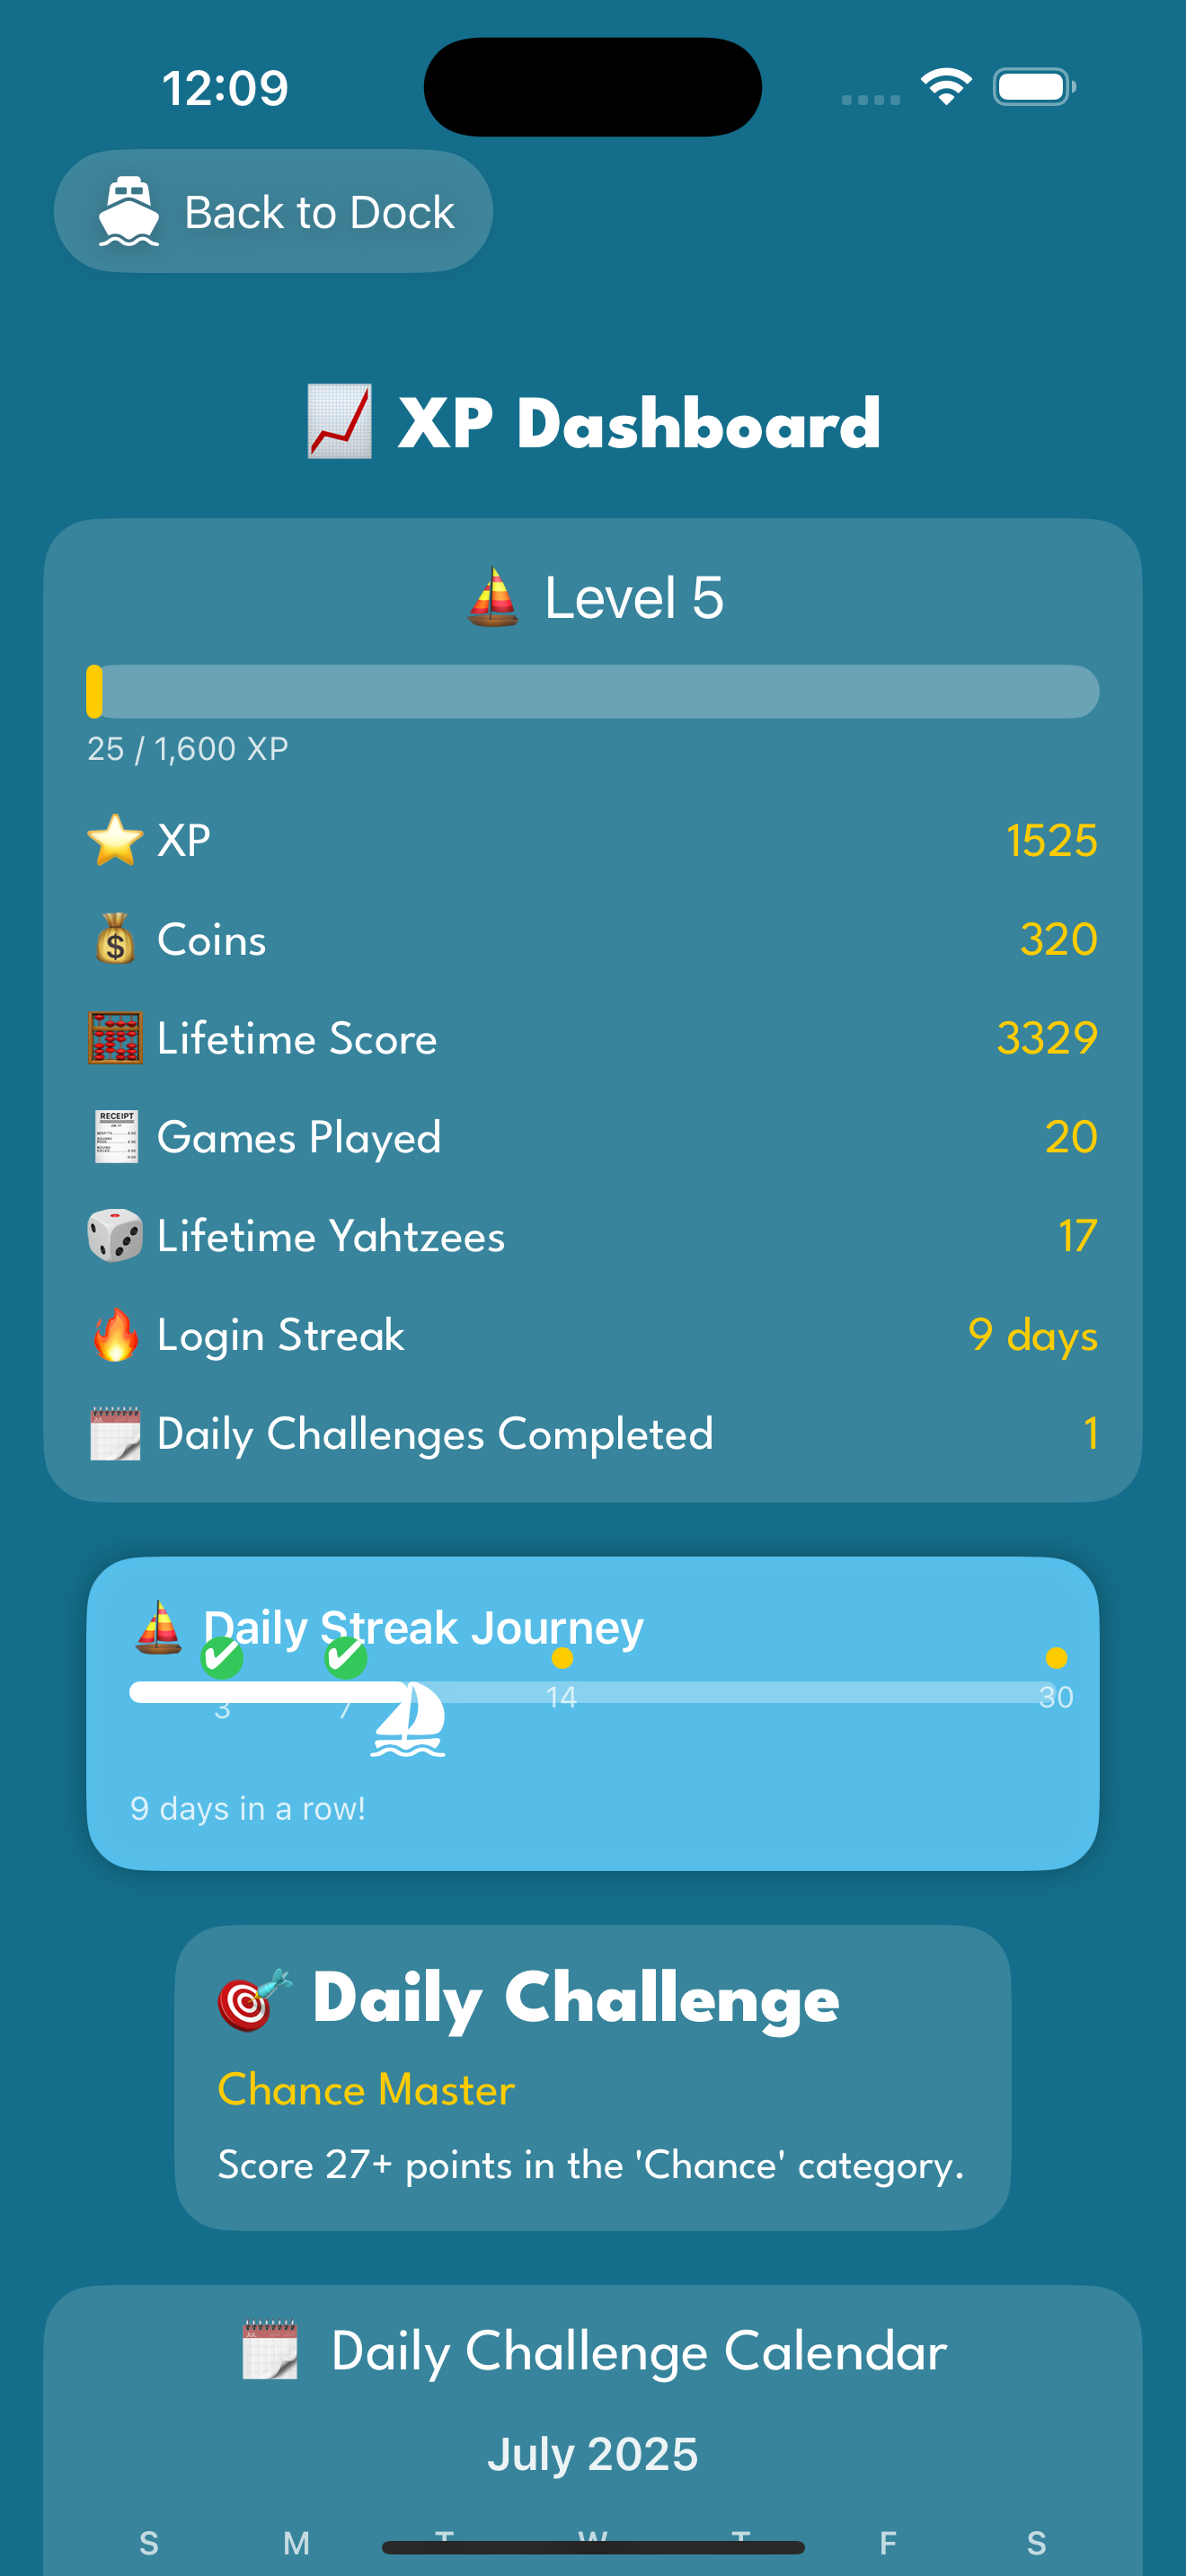 12:09
Back to Dock
XP Dashboard
Level 5
25 / 1,600 XP
XP 1525
Coins 320
Lifetime Score 3329
RECEIPT
Games Played 20
Lifetime Yahtzees 17
Login Streak 9 days
Daily Challenges Completed 1
Daily Streak Journey
3 7 14 30
9 days in a row!
Daily Challenge
Chance Master
Score 27+ points in the 'Chance' category.
Daily Challenge Calendar
July 2025
S M T W T F S